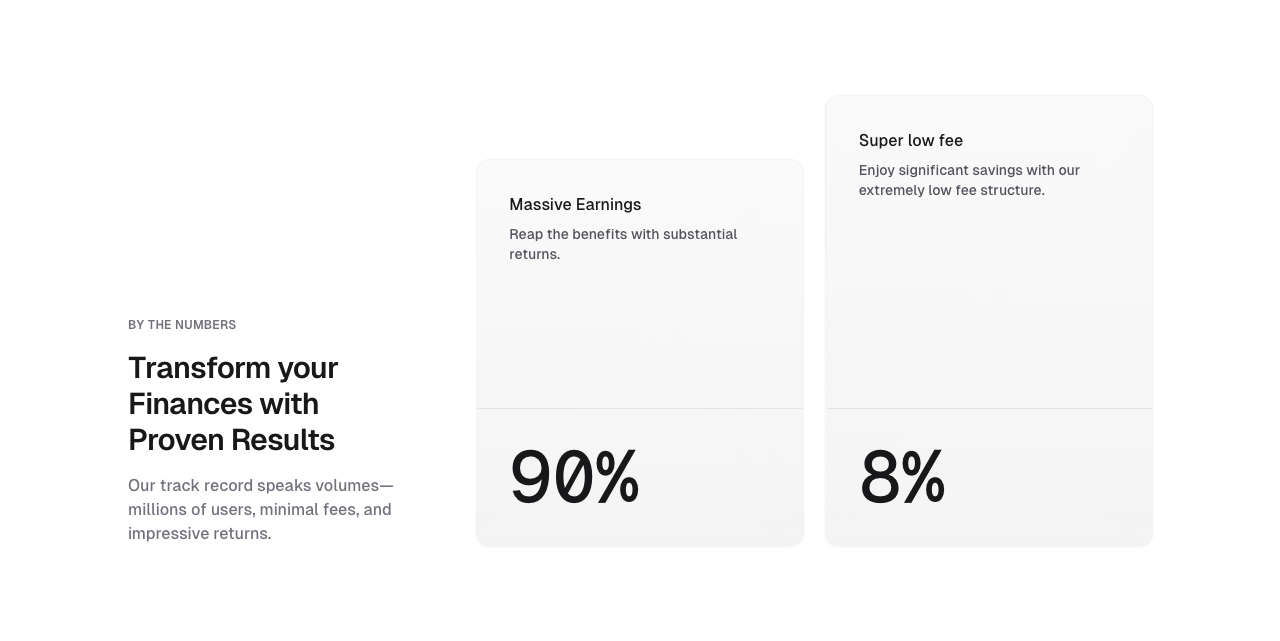 BY THE NUMBERS
Transform your
Finances with
Proven Results
Our track record speaks volumes—
millions of users, minimal fees, and
impressive returns.
Massive Earnings
Reap the benefits with substantial
returns.
90%
Super low fee
Enjoy significant savings with our
extremely low fee structure.
8%